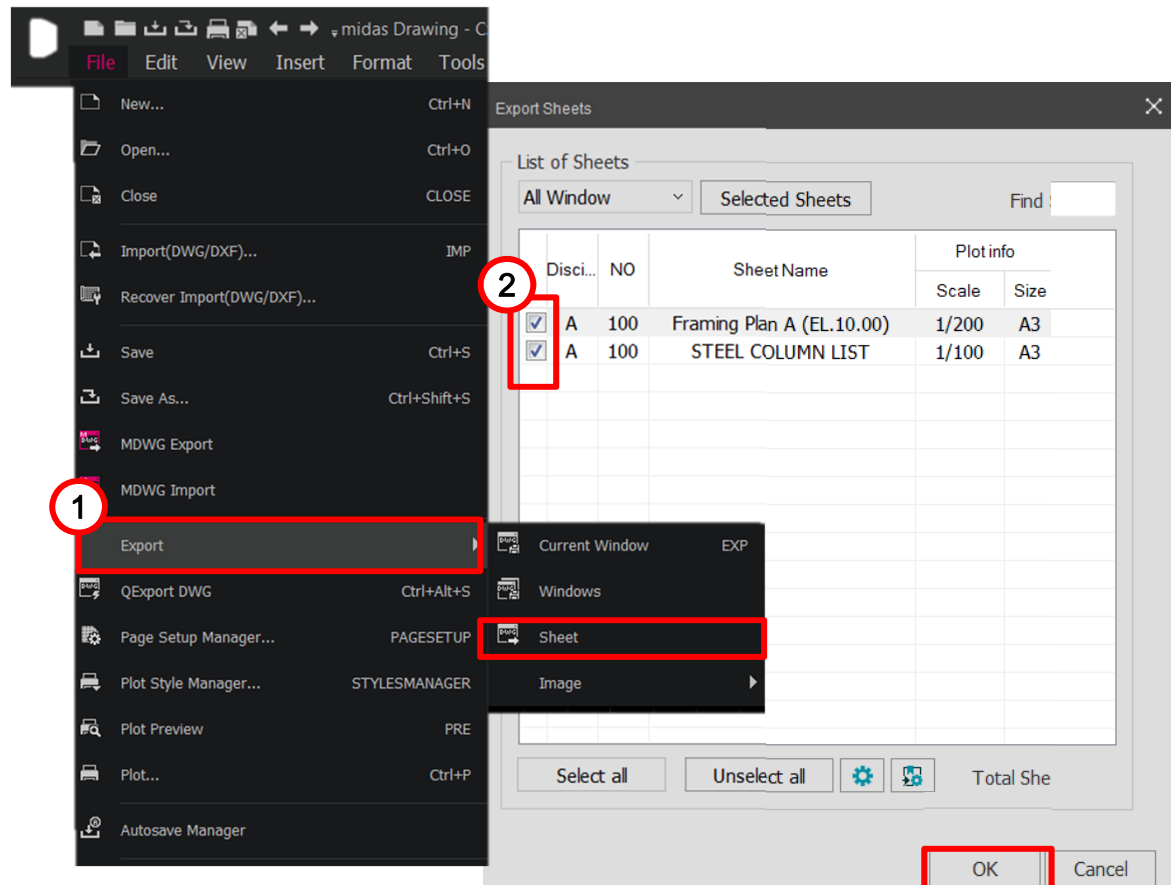 midas Drawing - C
File Edit View Insert Format Tools
New... Ctrl+N
Open... Ctrl+O
Close CLOSE
Import(DWG/DXF)... IMP
Recover Import(DWG/DXF)...
Save Ctrl+S
Save As... Ctrl+Shift+S
MDWG Export
MDWG Import
1
Export
QExport DWG Ctrl+Alt+S
Page Setup Manager... PAGESETUP
Plot Style Manager... STYLESMANAGER
Plot Preview PRE
Plot... Ctrl+P
Autosave Manager
Current Window EXP
Windows
Sheet
Image
Export Sheets
List of Sheets
All Window Selected Sheets Find
2
Disci... NO Sheet Name Plot info
Scale Size
A 100 Framing Plan A (EL.10.00) 1/200 A3
A 100 STEEL COLUMN LIST 1/100 A3
Select all Unselect all Total She
OK Cancel